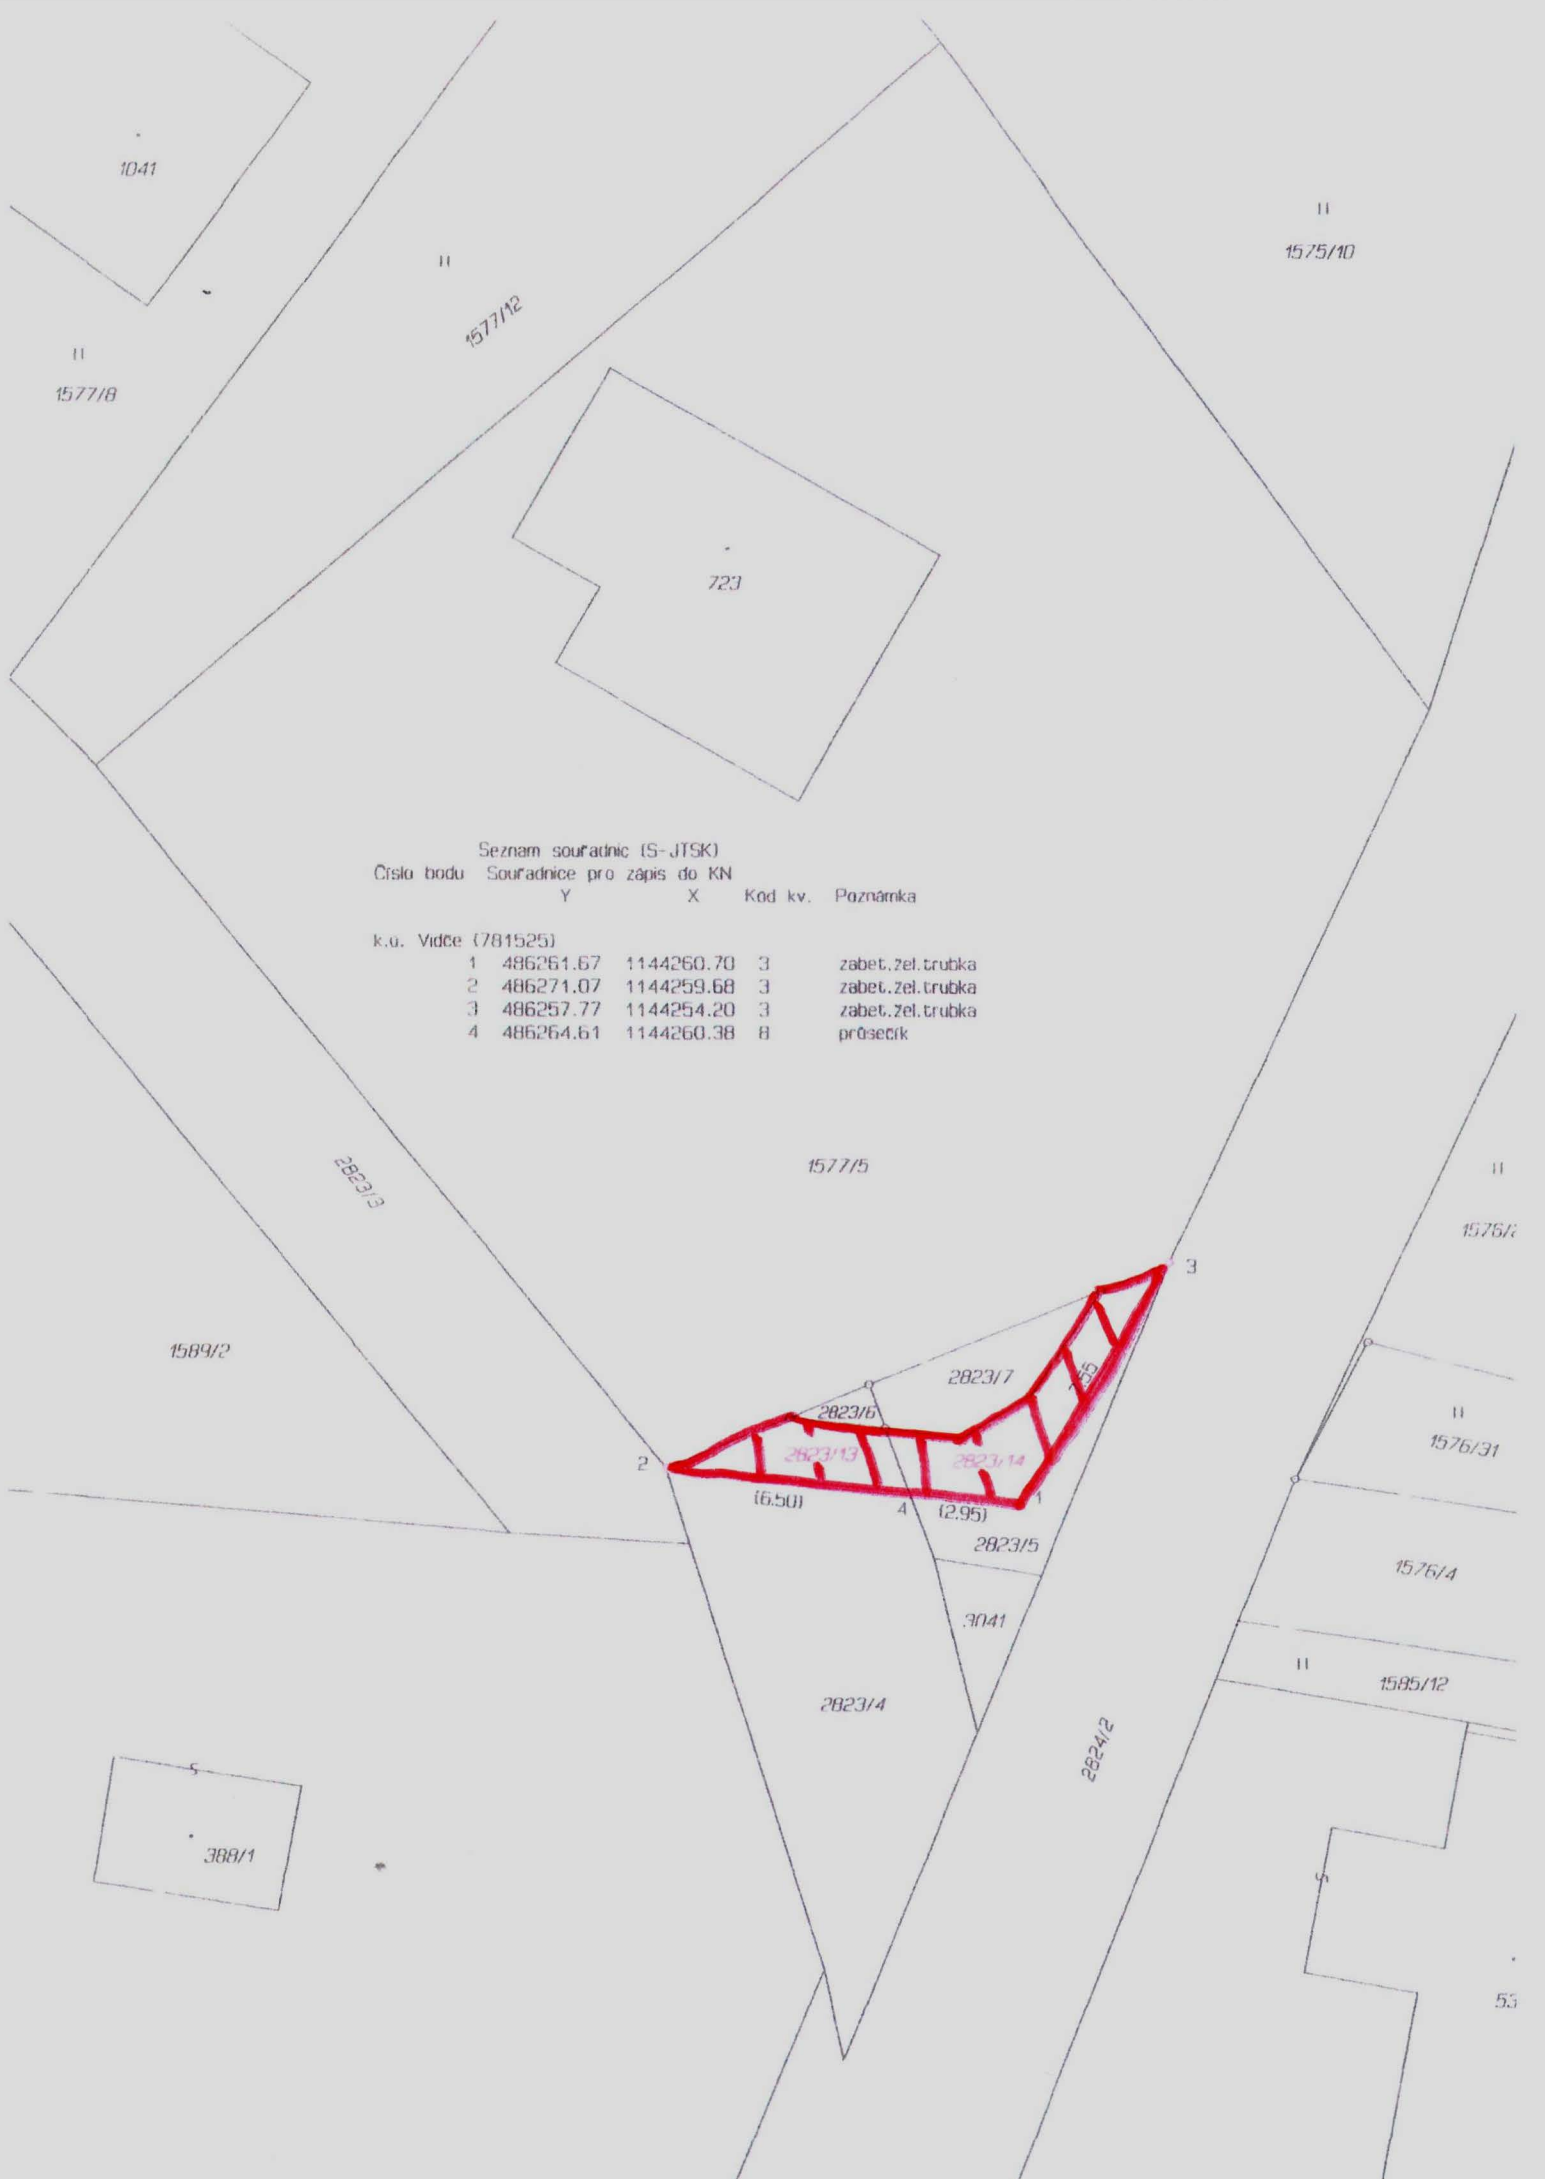 1041
II
1575/10
II
1577/12
II
1577/8
723
Seznam souřadnic (S-JTSK)
Číslo bodu Souřadnice pro zápis do KN
Y X Kód kv. Poznámka
k.ú. Vidče (781525)
1 486261.67 1144260.70 3 zabet.žel.trubka
2 486271.07 1144259.68 3 zabet.žel.trubka
3 486257.77 1144254.20 3 zabet.žel.trubka
4 486264.61 1144260.38 8 průsečík
2823/3
1577/5
II
3
1589/2
2823/7
2823/6
II
1576/31
2
2823/13
2823/14
1
(6.50)
4
(2.95)
2823/5
1576/4
3041
II
1585/12
2823/4
2824/2
388/1